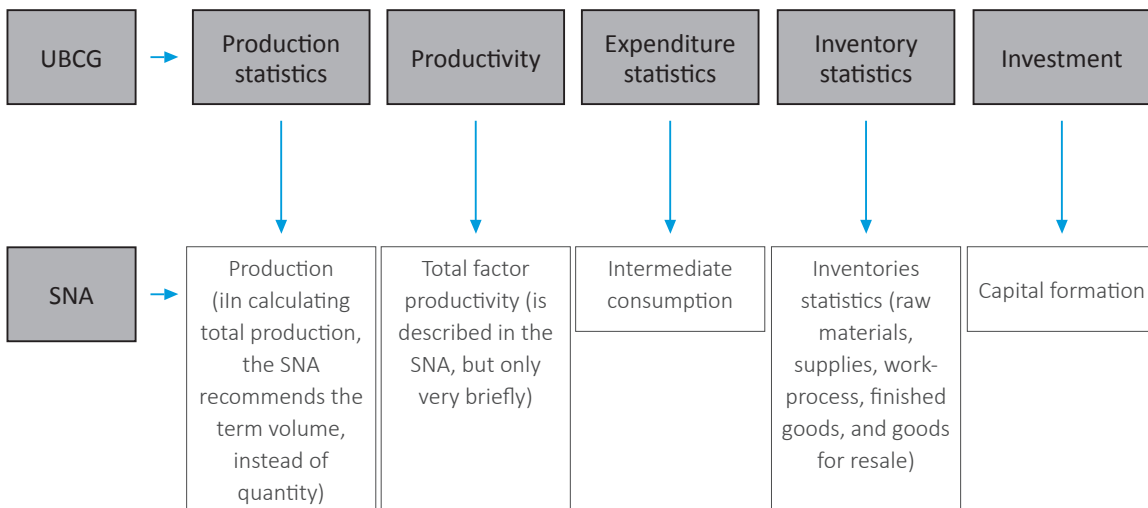 UBCG
Production
statistics
Productivity
Expenditure
statistics
Inventory
statistics
Investment
SNA
Production
(iIn calculating
total production,
the SNA
recommends the
term volume,
instead of
quantity)
Total factor
productivity (is
described in the
SNA, but only
very briefly)
Intermediate
consumption
Inventories
statistics (raw
materials,
supplies, work-
process, finished
goods, and goods
for resale)
Capital formation